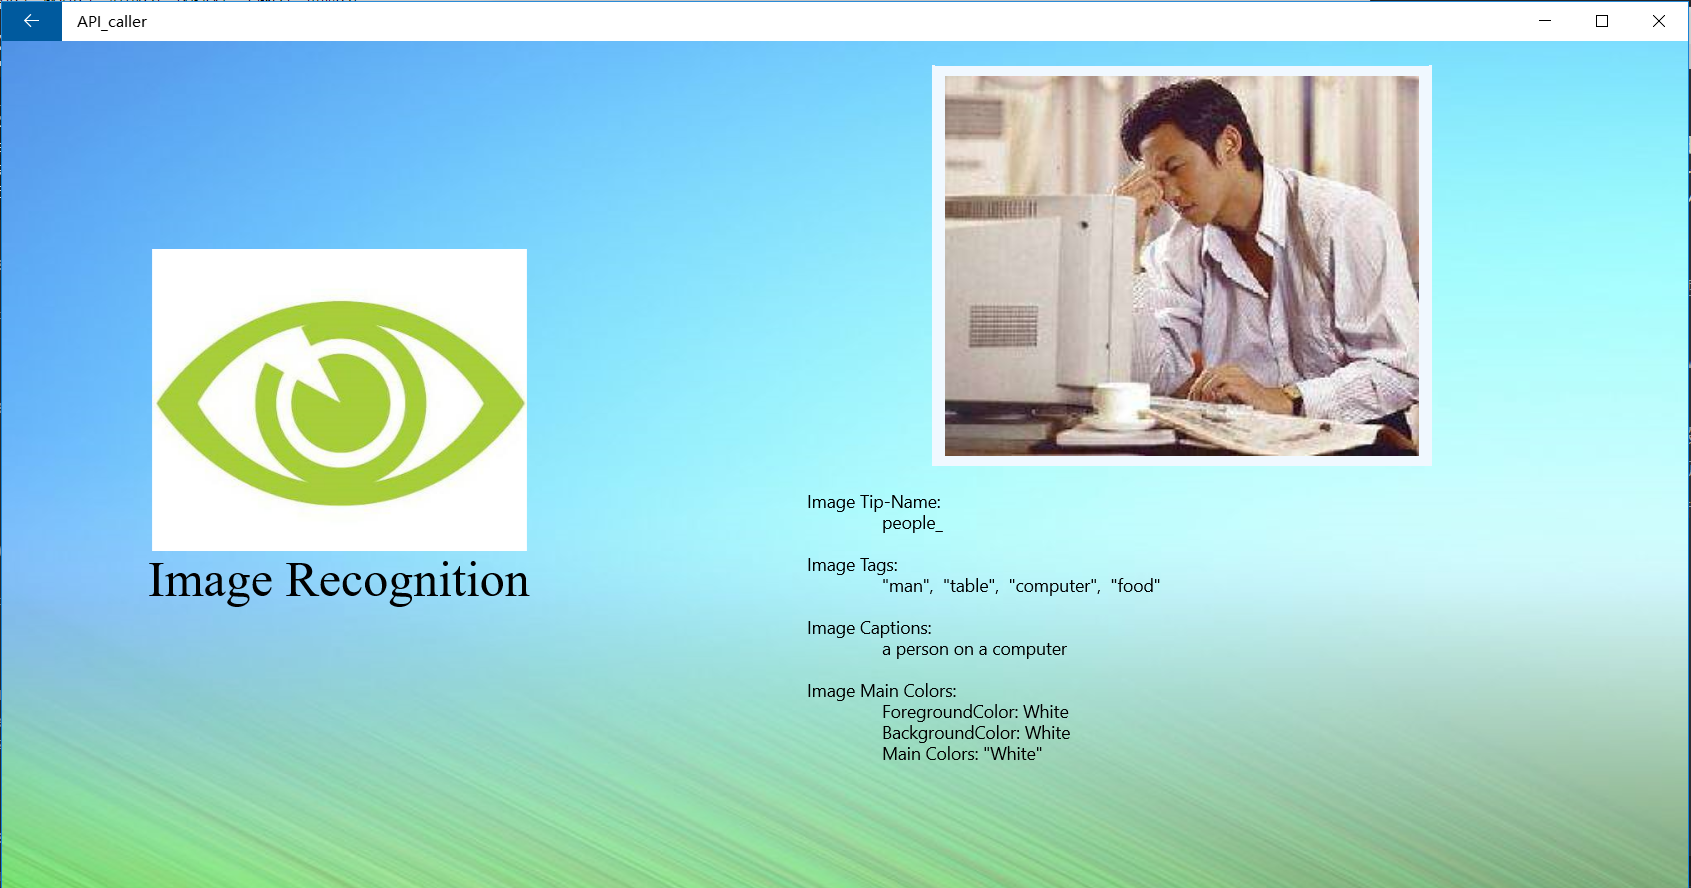 API_caller
Image Recognition
Image Tip-Name:
people_
Image Tags:
"man",  "table",  "computer",  "food"
Image Captions:
a person on a computer
Image Main Colors:
ForegroundColor: White
BackgroundColor: White
Main Colors: "White"